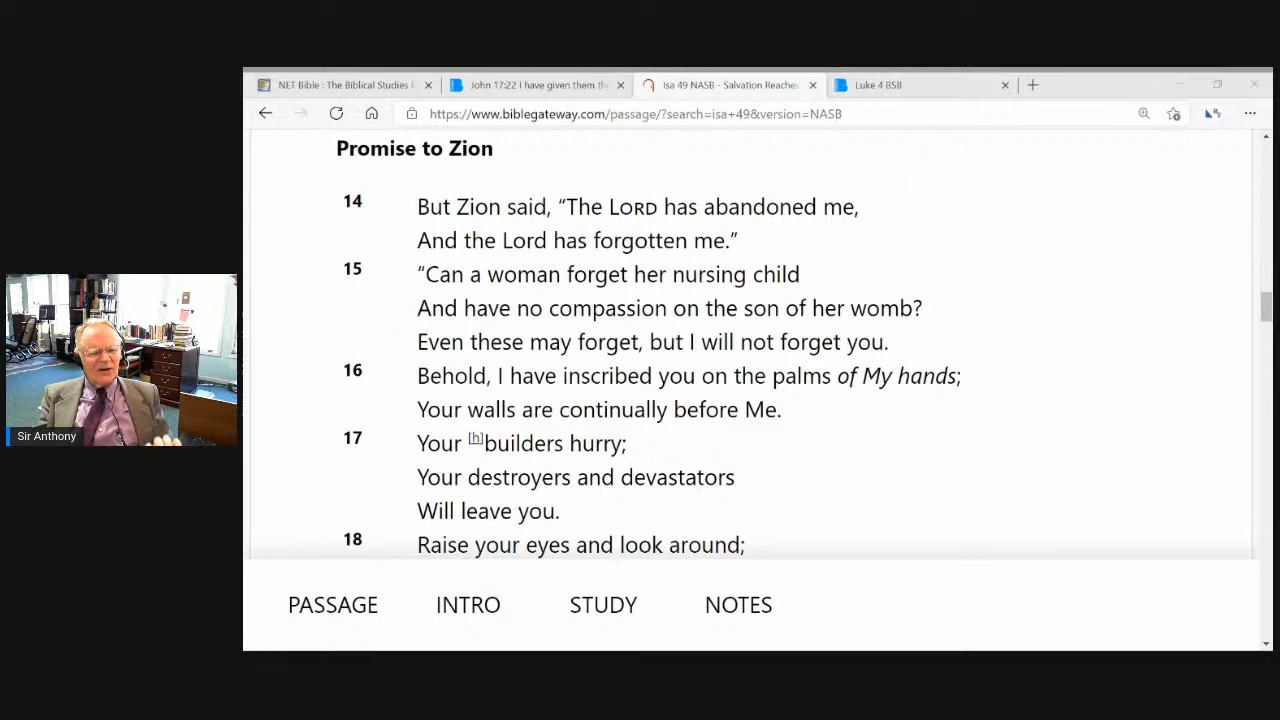 NET Bible : The Biblical Studies
John 17:22 I have given them th
Isa 49 NASB - Salvation Reaches
Luke 4 BSB
https://www.biblegateway.com/passage/?search=isa+49&version=NASB
Promise to Zion
14 But Zion said, “The LORD has abandoned me,
And the Lord has forgotten me.”
15 “Can a woman forget her nursing child
And have no compassion on the son of her womb?
Even these may forget, but I will not forget you.
16 Behold, I have inscribed you on the palms of My hands;
Your walls are continually before Me.
17 Your [h]builders hurry;
Your destroyers and devastators
Will leave you.
18 Raise your eyes and look around;
PASSAGE INTRO STUDY NOTES
Sir Anthony